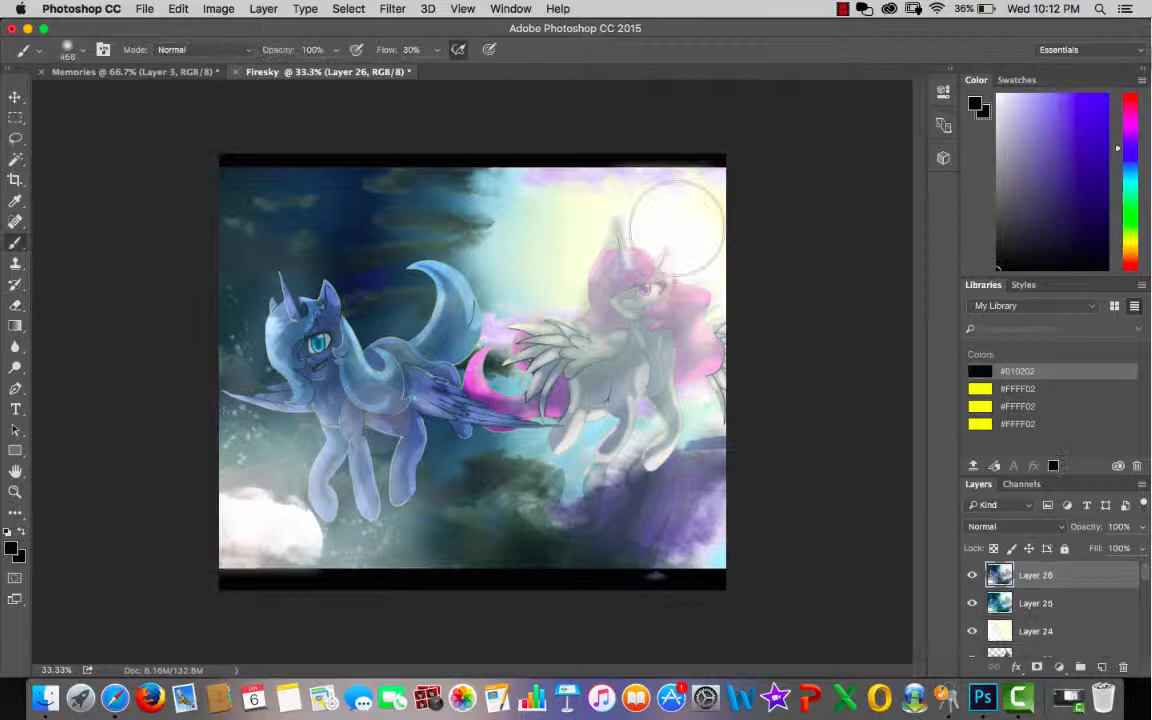 Photoshop CC File Edit Image Layer Type Select Filter 3D View Window Help 36% Wed 10:12 PM
Adobe Photoshop CC 2015
Mode: Normal Opacity: 100% Flow: 30% Essentials
Memories @ 66.7% (Layer 3, RGB/8) * Firesky @ 33.3% (Layer 26, RGB/8) *
Color Swatches
Libraries Styles
My Library
Colors
#010202
#FFFF02
#FFFF02
#FFFF02
Layers Channels
Kind
Normal Opacity: 100%
Lock: Fill: 100%
Layer 26
Layer 25
Layer 24
33.33% Doc: 8.16M/132.8M
JAN
6
1
Ps